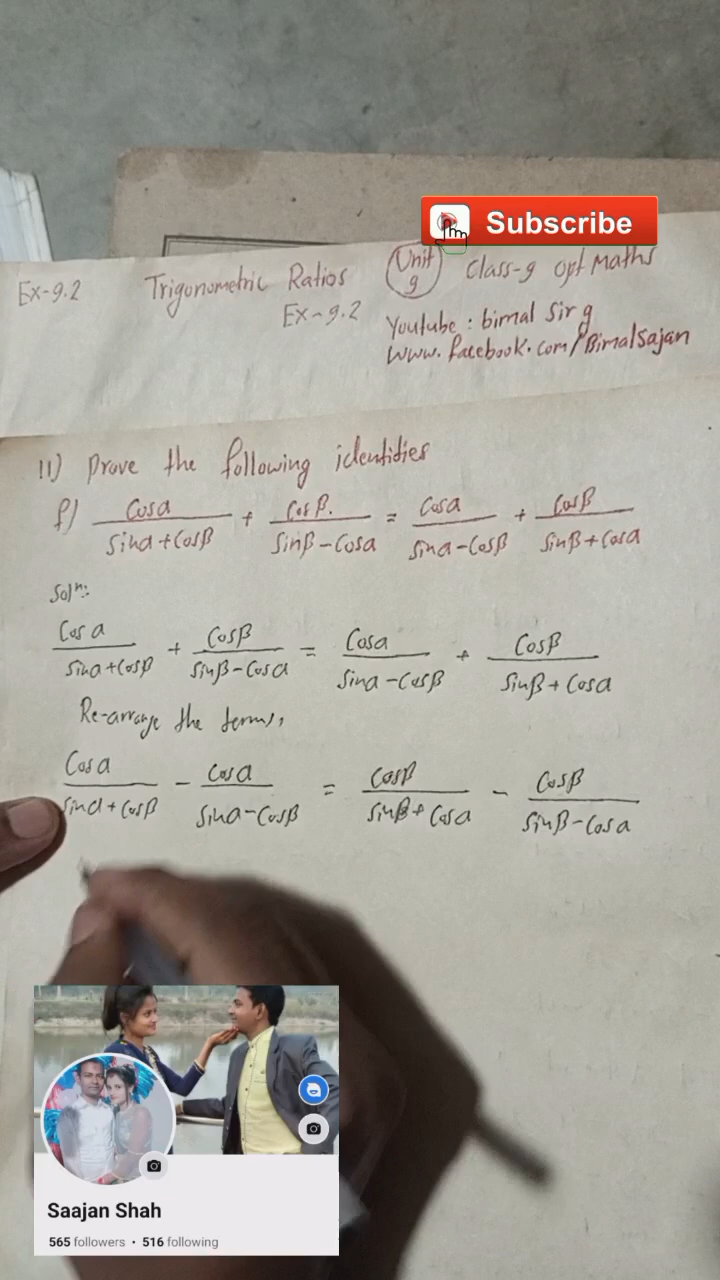 Subscribe
Ex-9.2 Trigonometric Ratios Unit 9 Class-9 opt Maths
Ex-9.2
Youtube : bimal Sir g
www.facebook.com/Bimalsajan
11) Prove the following identities
f) Cosα/(Sinα+Cosβ) + Cosβ./(Sinβ-Cosα) = Cosα/(Sinα-Cosβ) + Cosβ/(Sinβ+Cosα)
Solⁿ:
Cosα/(Sinα+Cosβ) + Cosβ/(Sinβ-Cosα) = Cosα/(Sinα-Cosβ) + Cosβ/(Sinβ+Cosα)
Re-arrange the terms,
Cosα/(Sinα+Cosβ) - Cosα/(Sinα-Cosβ) = Cosβ/(Sinβ+Cosα) - Cosβ/(Sinβ-Cosα)
Saajan Shah
565 followers • 516 following